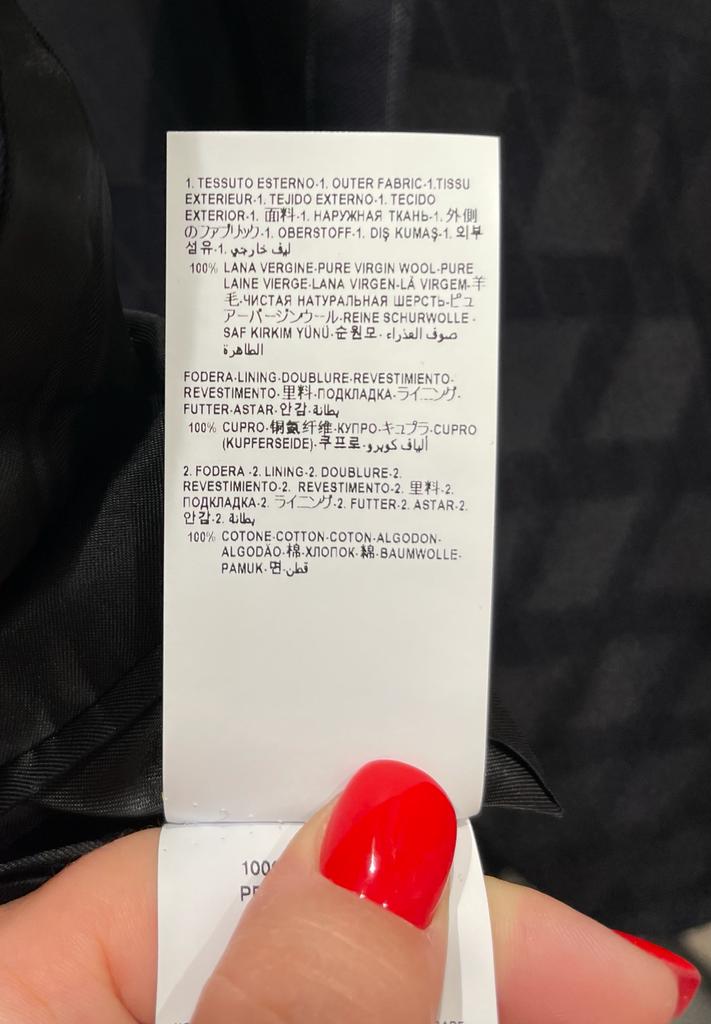 1. TESSUTO ESTERNO-1. OUTER FABRIC-1.TISSU
EXTERIEUR-1. TEJIDO EXTERNO-1. TECIDO
EXTERIOR-1. 面料-1. НАРУЖНАЯ ТКАНЬ-1. 外側
のファブリック-1. OBERSTOFF-1. DIŞ KUMAŞ-1. 외부
섬유-1. ليف خارجي
100% LANA VERGINE-PURE VIRGIN WOOL-PURE
LAINE VIERGE-LANA VIRGEN-LÃ VIRGEM-羊
毛-ЧИСТАЯ НАТУРАЛЬНАЯ ШЕРСТЬ-ピュ
アーバージンウール-REINE SCHURWOLLE-
SAF KIRKIM YÜNÜ-순원모- صوف العذراء
الطاهرة
FODERA-LINING-DOUBLURE-REVESTIMIENTO-
REVESTIMENTO-里料-ПОДКЛАДКА-ライニング-
FUTTER-ASTAR-안감-بطانة
100% CUPRO-铜氨纤维-КУПРО-キュプラ-CUPRO
(KUPFERSEIDE)-쿠프로-ألياف كوبرو
2. FODERA -2. LINING-2. DOUBLURE-2.
REVESTIMIENTO-2. REVESTIMENTO-2. 里料-2.
ПОДКЛАДКА-2. ライニング-2. FUTTER-2. ASTAR-2.
안감-2. بطانة
100% COTONE-COTTON-COTON-ALGODON-
ALGODÃO-棉-ХЛОПОК-綿-BAUMWOLLE-
PAMUK-면-قطن